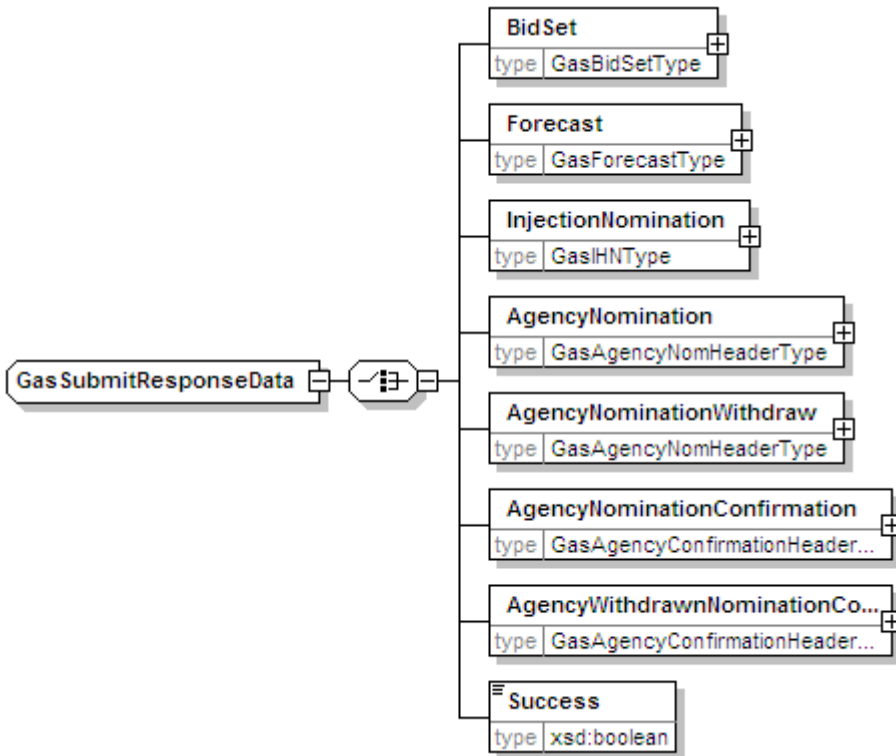 BidSet
type GasBidSetType
Forecast
type GasForecastType
InjectionNomination
type GasIHNType
AgencyNomination
type GasAgencyNomHeaderType
GasSubmitResponseData
AgencyNominationWithdraw
type GasAgencyNomHeaderType
AgencyNominationConfirmation
type GasAgencyConfirmationHeader...
AgencyWithdrawnNominationCo...
type GasAgencyConfirmationHeader...
Success
type xsd:boolean